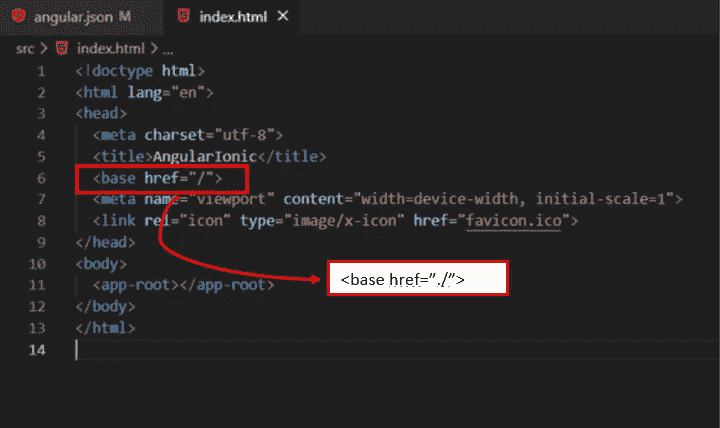 angular.json M
index.html ×
src > index.html > ...
1 <!doctype html>
2 <html lang="en">
3 <head>
4 <meta charset="utf-8">
5 <title>AngularIonic</title>
6 <base href="/">
7 <meta name="viewport" content="width=device-width, initial-scale=1">
8 <link rel="icon" type="image/x-icon" href="favicon.ico">
9 </head>
10 <body>
11 <app-root></app-root>
<base href="./">
12 </body>
13 </html>
14